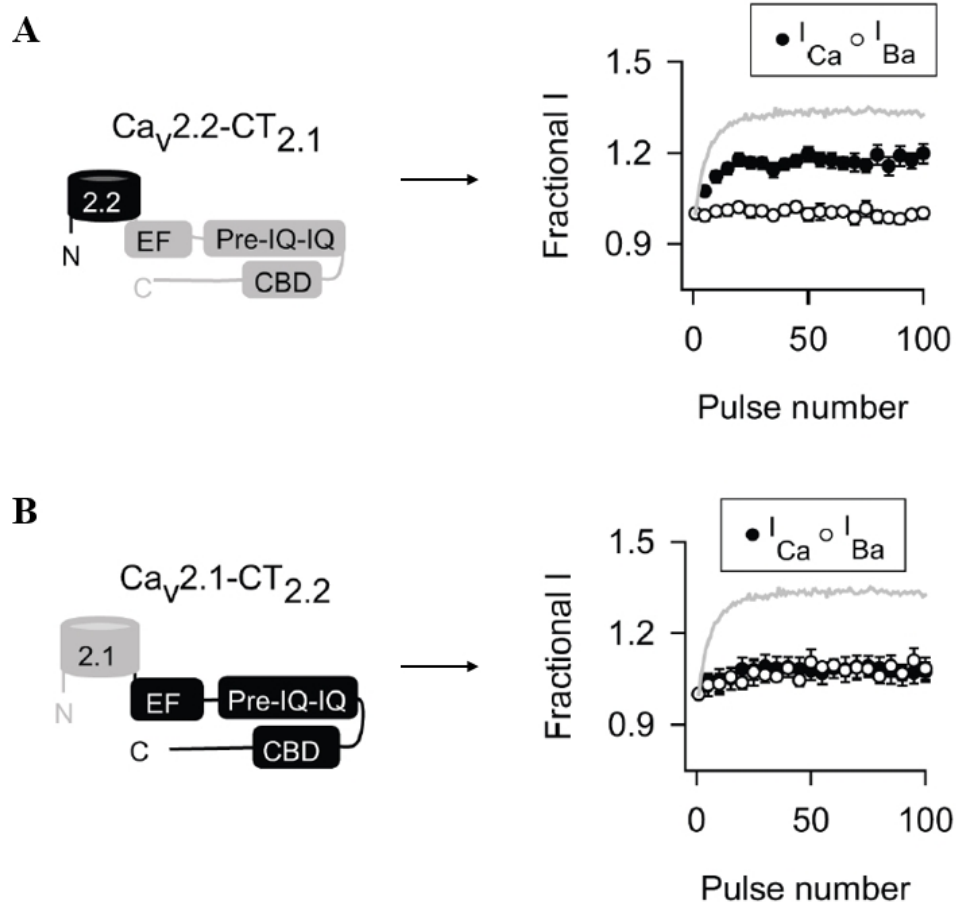 A
Cav2.2-CT2.1
2.2
N
EF
Pre-IQ-IQ
C
CBD
ICa IBa
Fractional I
1.5
1.2
0.9
0 50 100
Pulse number
B
Cav2.1-CT2.2
2.1
N
EF
Pre-IQ-IQ
C
CBD
ICa IBa
Fractional I
1.5
1.2
0.9
0 50 100
Pulse number